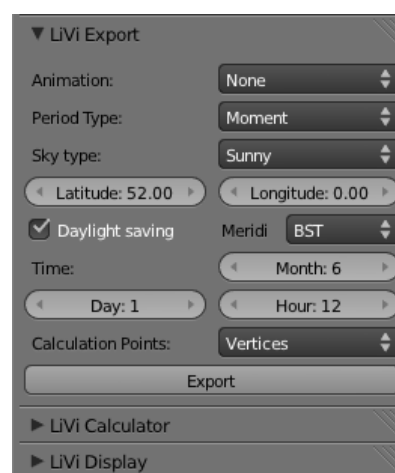 LiVi Export
Animation: None
Period Type: Moment
Sky type: Sunny
Latitude: 52.00 Longitude: 0.00
Daylight saving Meridi BST
Time: Month: 6
Day: 1 Hour: 12
Calculation Points: Vertices
Export
LiVi Calculator
LiVi Display